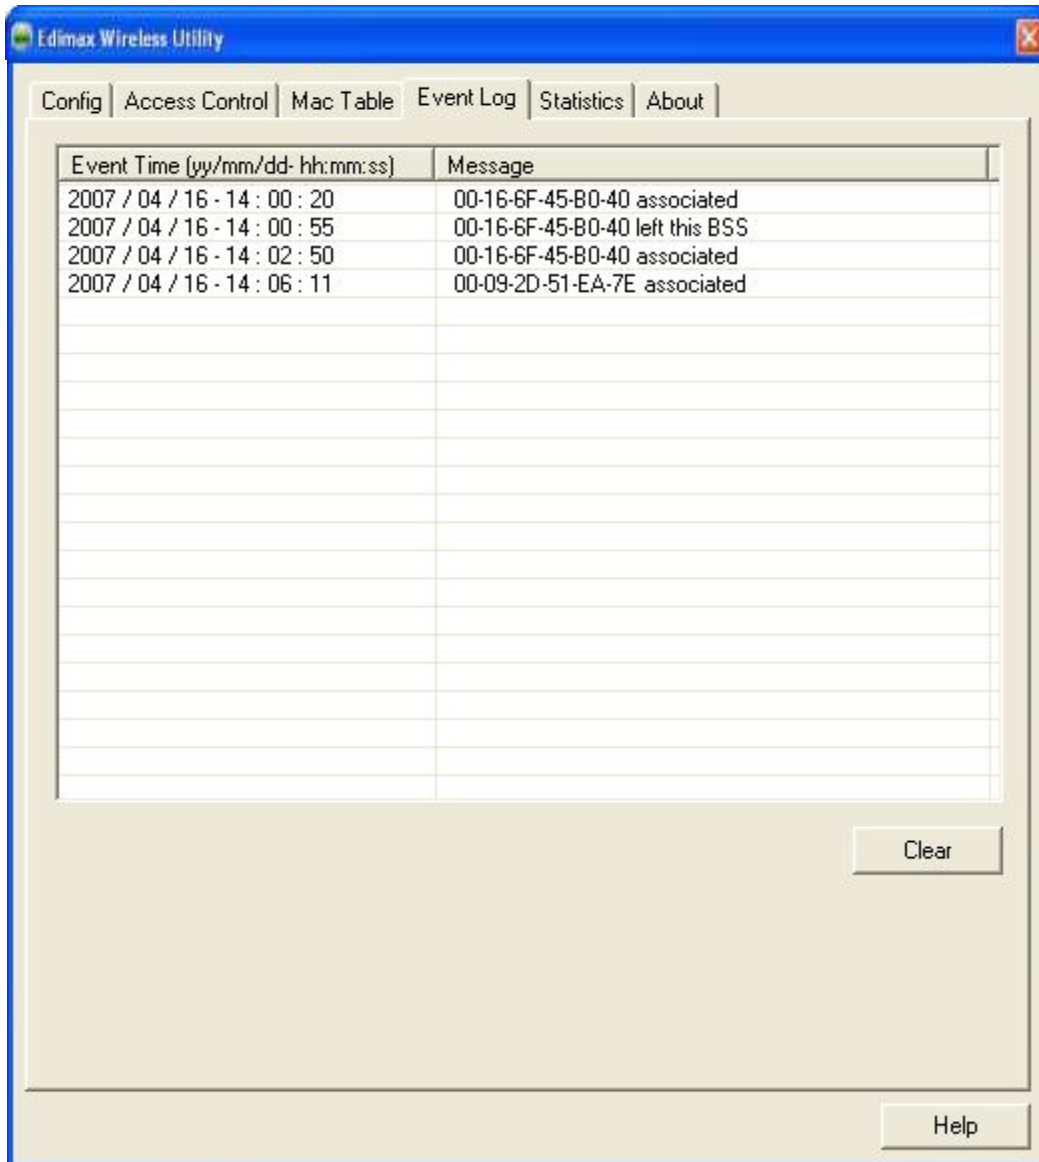 Edimax Wireless Utility
Config Access Control Mac Table Event Log Statistics About
Event Time (yy/mm/dd- hh:mm:ss) Message
2007 / 04 / 16 - 14 : 00 : 20 00-16-6F-45-B0-40 associated
2007 / 04 / 16 - 14 : 00 : 55 00-16-6F-45-B0-40 left this BSS
2007 / 04 / 16 - 14 : 02 : 50 00-16-6F-45-B0-40 associated
2007 / 04 / 16 - 14 : 06 : 11 00-09-2D-51-EA-7E associated
Clear
Help